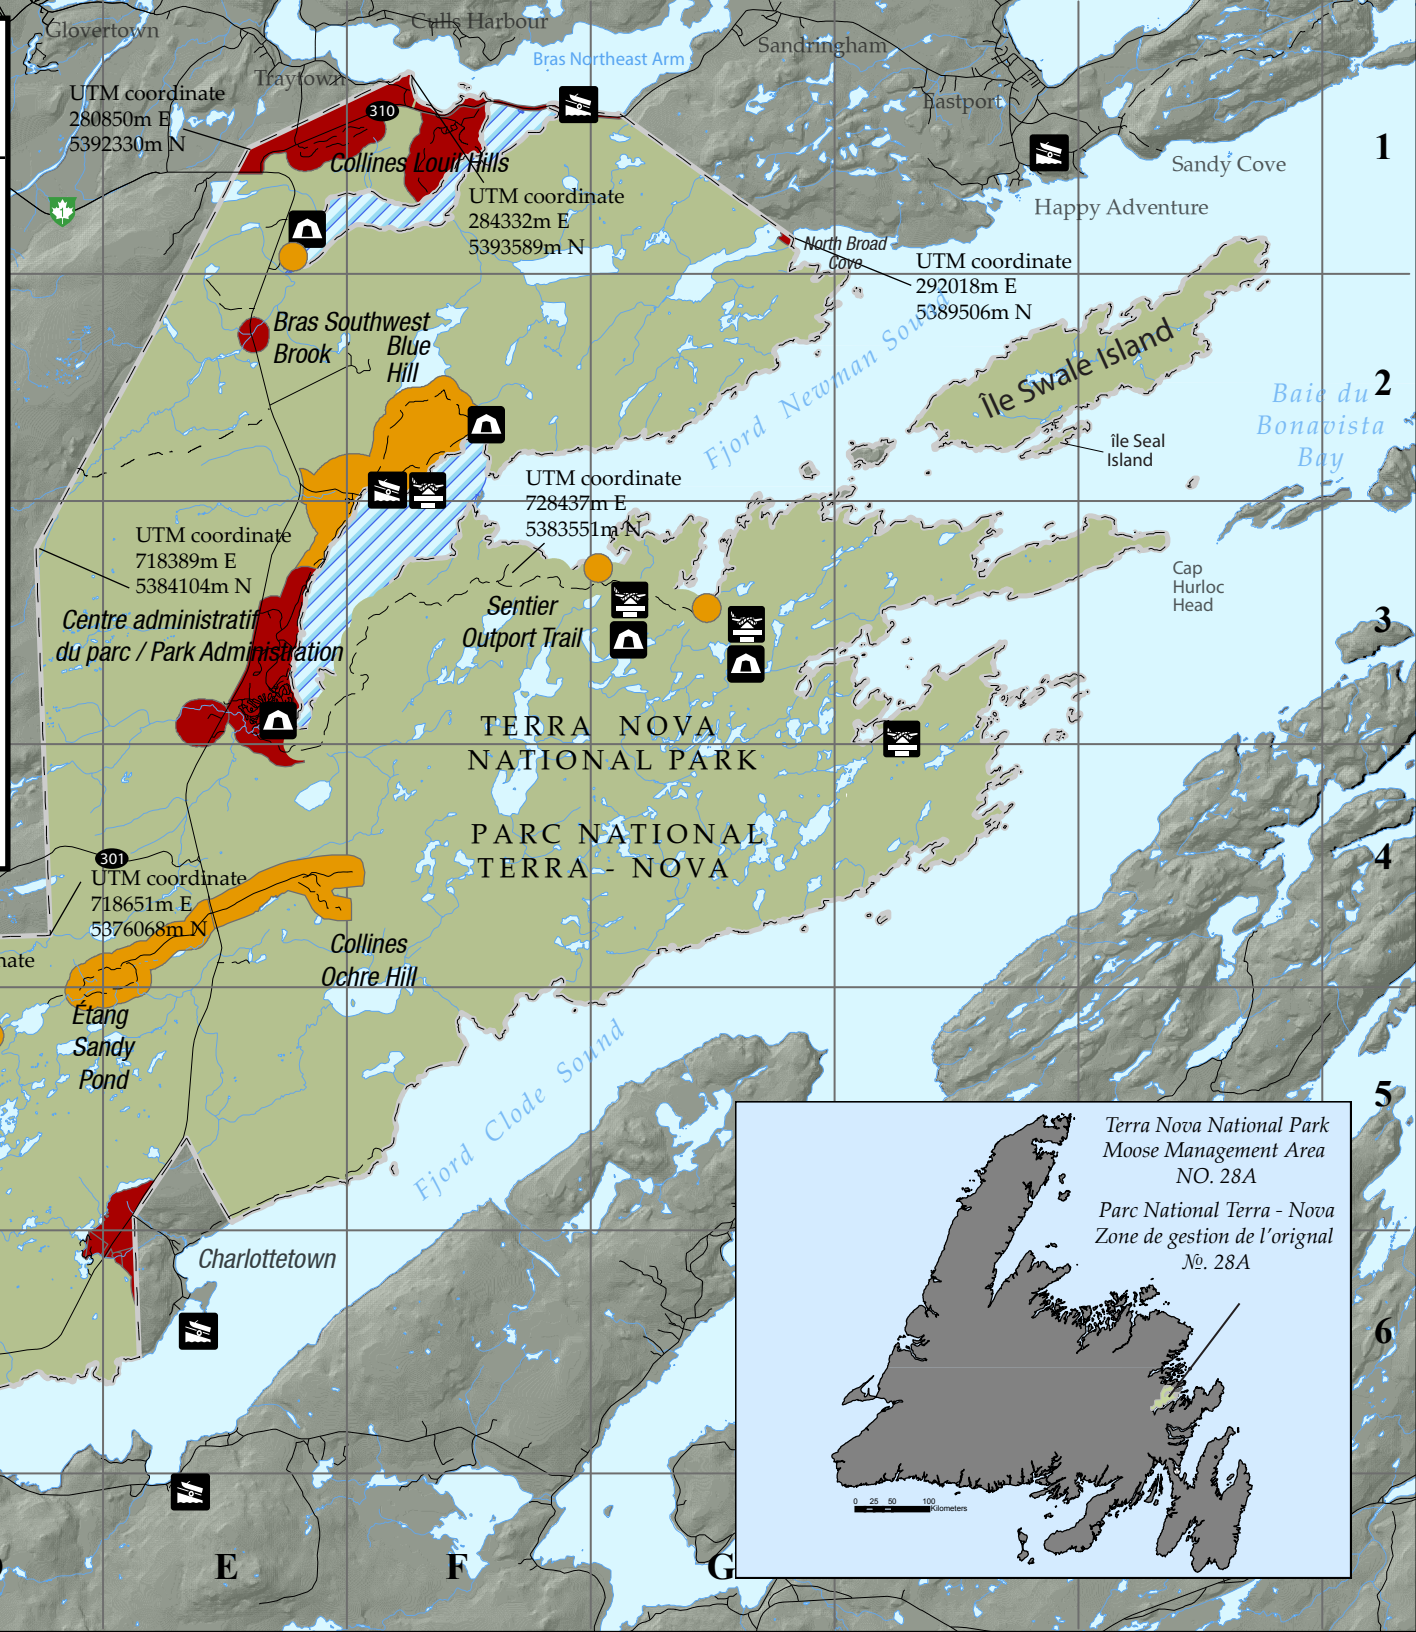 Glovertown
Culls Harbour
Sandringham
Bras Northeast Arm
Traytown
UTM coordinate
280850m E
5392330m N
310
Eastport
1
Collines Louil Hills
Sandy Cove
UTM coordinate
284332m E
5393589m N
Happy Adventure
North Broad
Cove
UTM coordinate
292018m E
5389506m N
Bras Southwest
Brook
Blue
Hill
Fjord Newman Sound
Île Swale Island
2
Baie du
Bonavista
Bay
île Seal
Island
UTM coordinate
728437m E
5383551m N
UTM coordinate
718389m E
5384104m N
Cap
Hurloc
Head
Sentier
Outport Trail
Centre administratif
du parc / Park Administration
3
TERRA NOVA
NATIONAL PARK
PARC NATIONAL
TERRA - NOVA
4
301
UTM coordinate
718651m E
5376068m N
Collines
Ochre Hill
Étang
Sandy
Pond
Fjord Clode Sound
5
Terra Nova National Park
Moose Management Area
NO. 28A
Parc National Terra - Nova
Zone de gestion de l'orignal
№. 28A
Charlottetown
6
0 25 50 100
Kilometers
E
F
G